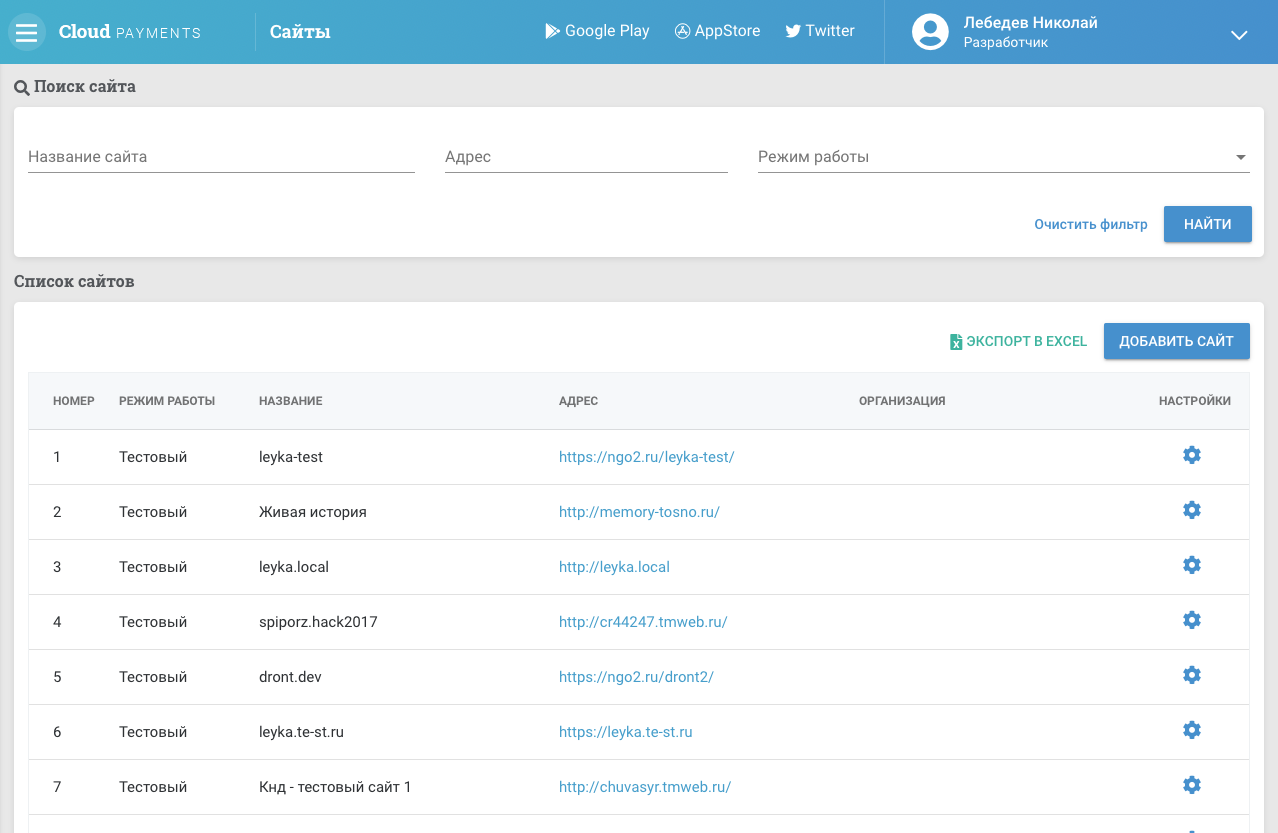 Cloud PAYMENTS Сайты Google Play AppStore Twitter Лебедев Николай
Разработчик
Поиск сайта
Название сайта Адрес Режим работы
Очистить фильтр НАЙТИ
Список сайтов
ЭКСПОРТ В EXCEL ДОБАВИТЬ САЙТ
НОМЕР РЕЖИМ РАБОТЫ НАЗВАНИЕ АДРЕС ОРГАНИЗАЦИЯ НАСТРОЙКИ
1 Тестовый leyka-test https://ngo2.ru/leyka-test/
2 Тестовый Живая история http://memory-tosno.ru/
3 Тестовый leyka.local http://leyka.local
4 Тестовый spiporz.hack2017 http://cr44247.tmweb.ru/
5 Тестовый dront.dev https://ngo2.ru/dront2/
6 Тестовый leyka.te-st.ru https://leyka.te-st.ru
7 Тестовый Кнд - тестовый сайт 1 http://chuvasyr.tmweb.ru/